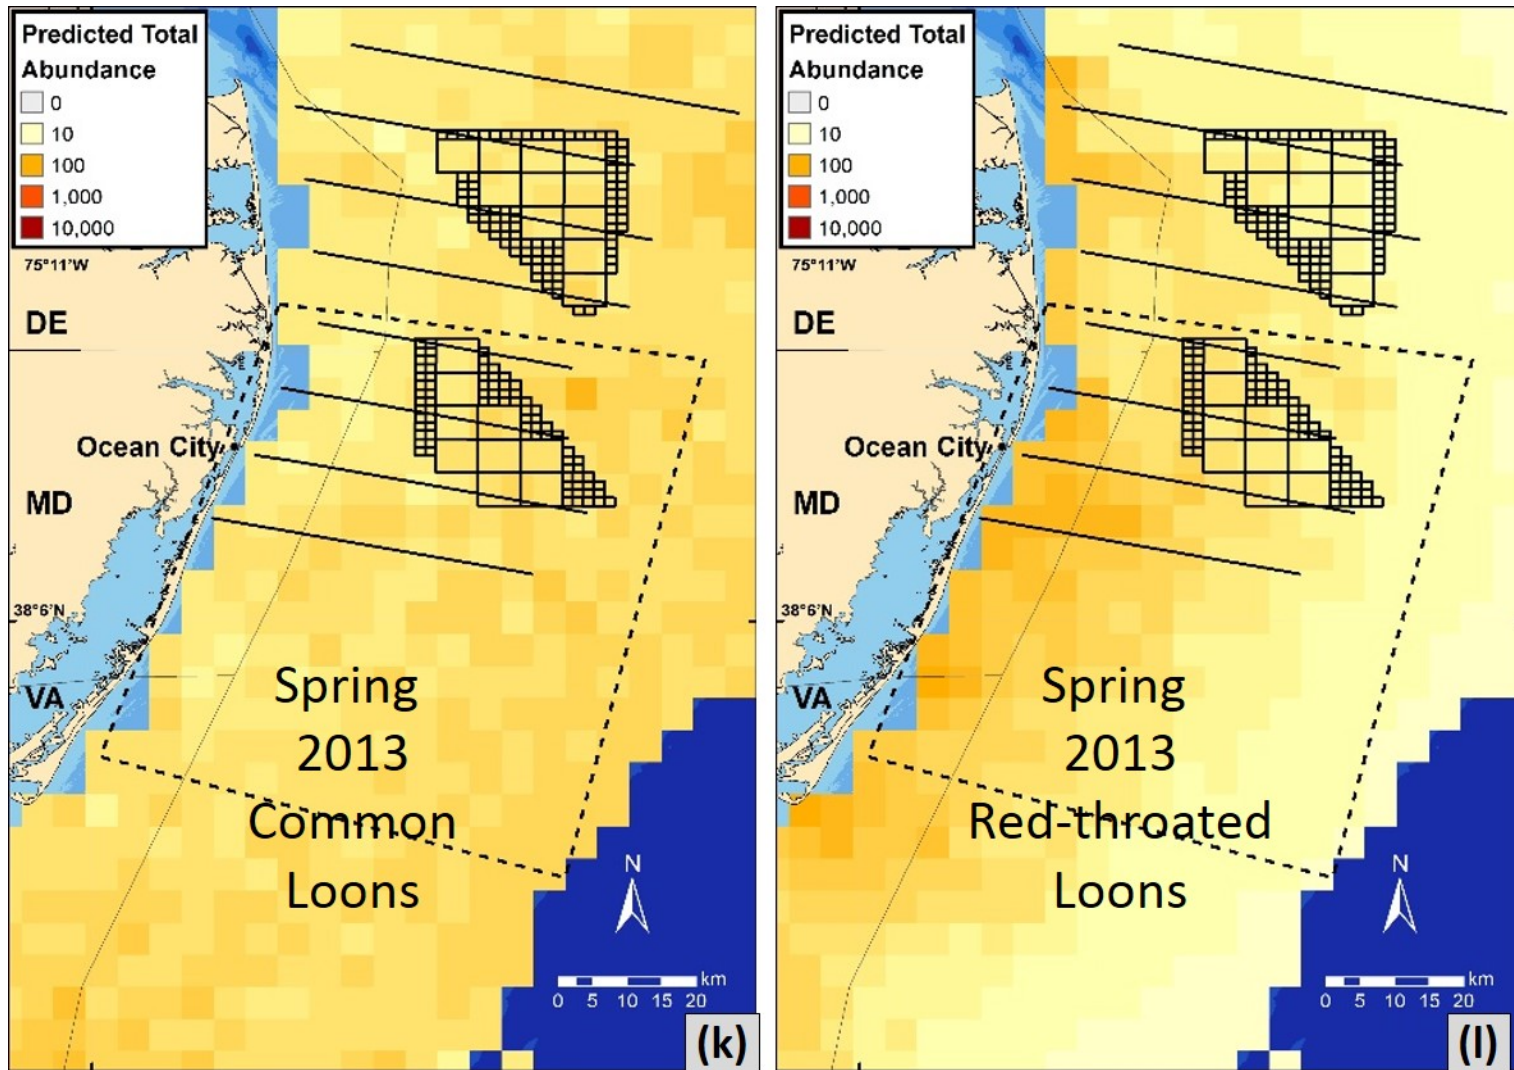 Predicted Total
Abundance
0
10
100
1,000
10,000
75°11'W
DE
Ocean City
MD
38°6'N
VA
Spring
2013
Common
Loons
N
km
0 5 10 15 20
(k)
Predicted Total
Abundance
0
10
100
1,000
10,000
75°11'W
DE
Ocean City
MD
38°6'N
VA
Spring
2013
Red-throated
Loons
N
km
0 5 10 15 20
(l)